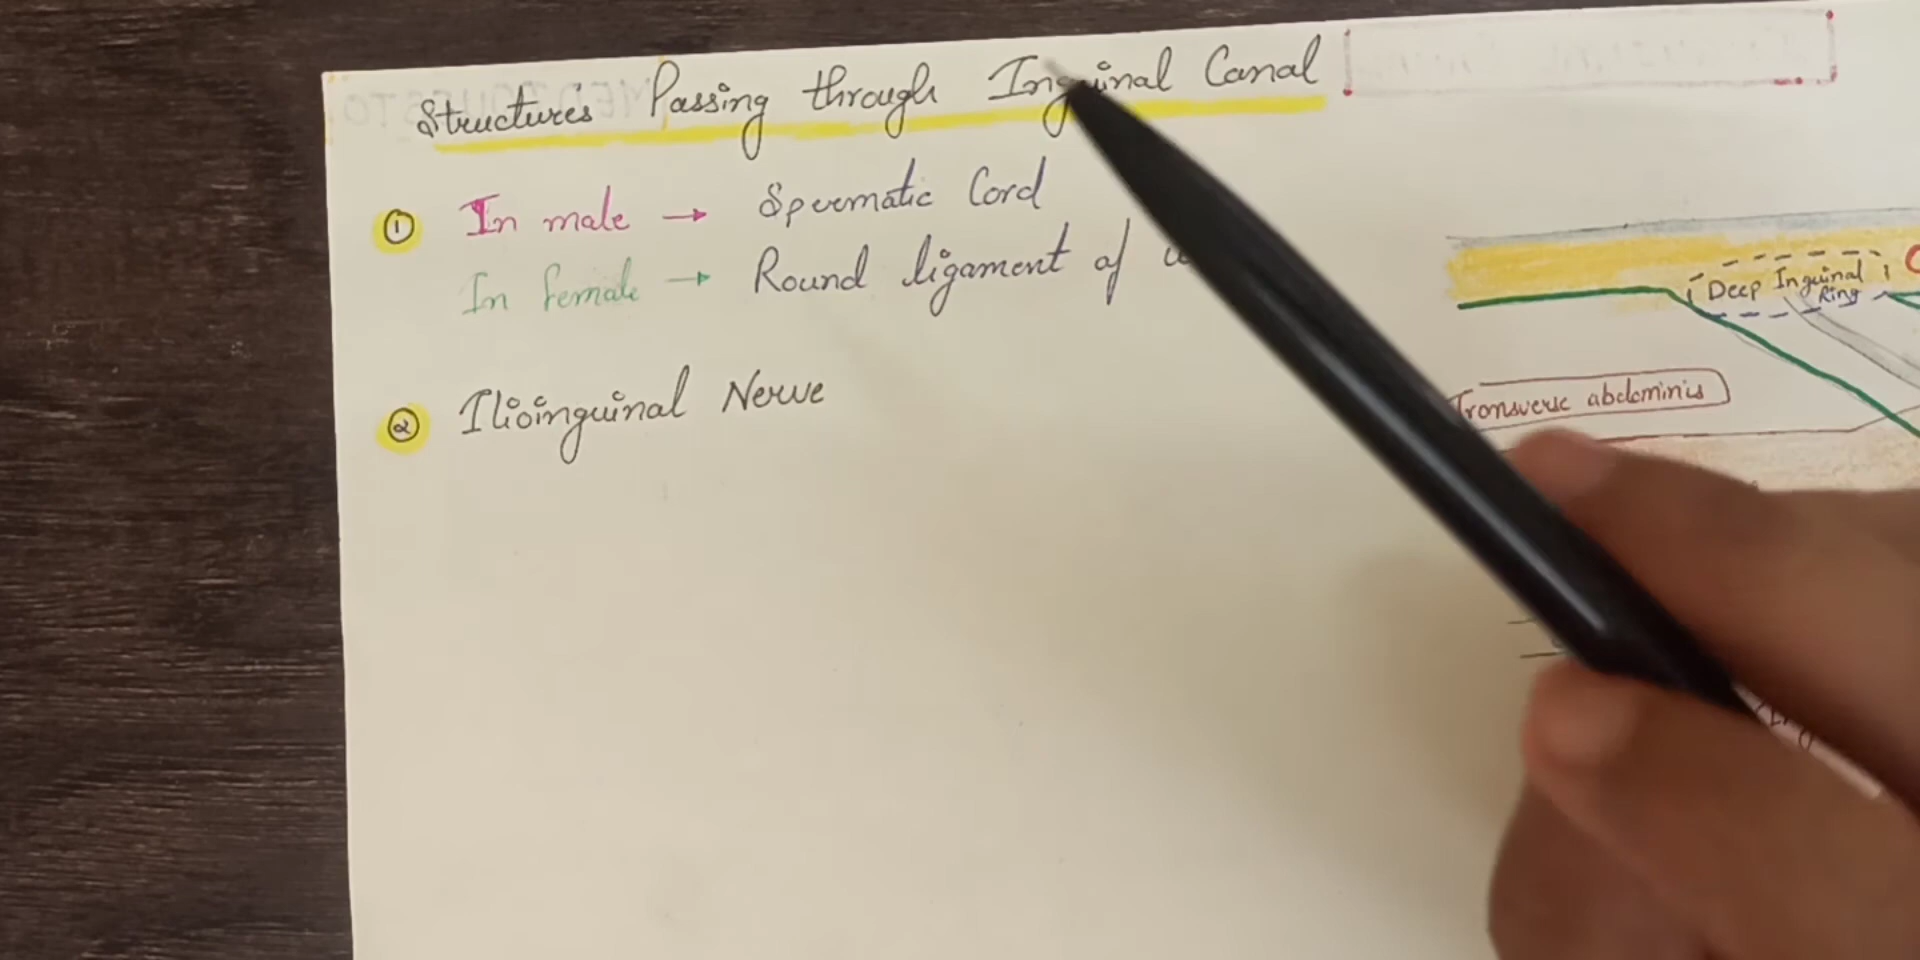 Structures Passing through Inguinal Canal
① In male → Spermatic Cord
In female → Round ligament of
② Ilioinguinal Nerve
Deep Inguinal
Ring
Transverse abdominis